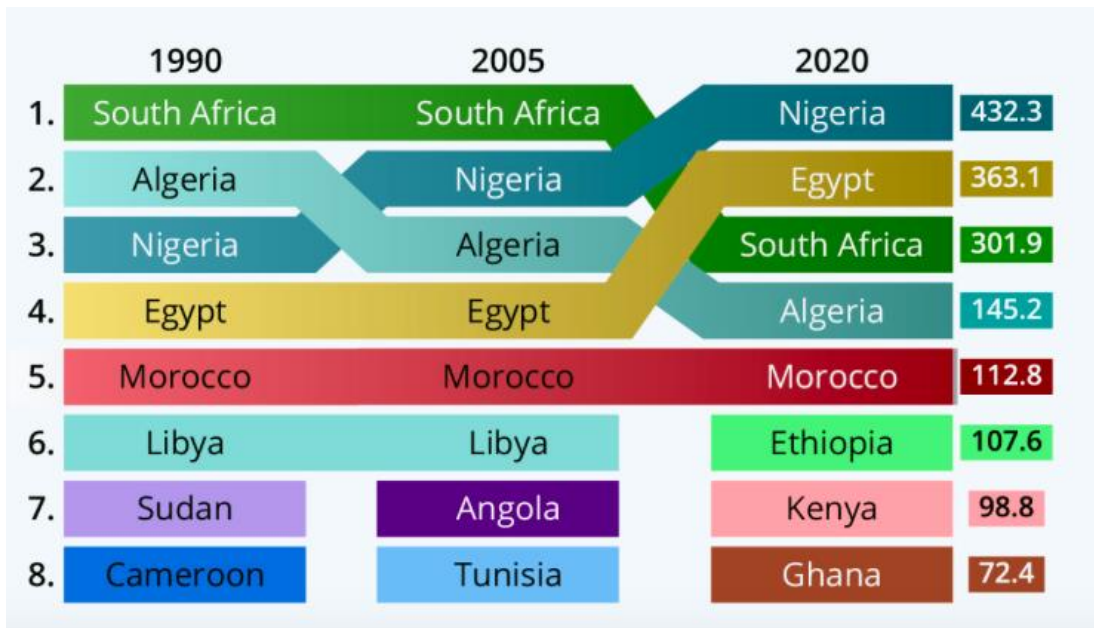 1990 2005 2020
1. South Africa South Africa Nigeria 432.3
2. Algeria Nigeria Egypt 363.1
3. Nigeria Algeria South Africa 301.9
4. Egypt Egypt Algeria 145.2
5. Morocco Morocco Morocco 112.8
6. Libya Libya Ethiopia 107.6
7. Sudan Angola Kenya 98.8
8. Cameroon Tunisia Ghana 72.4